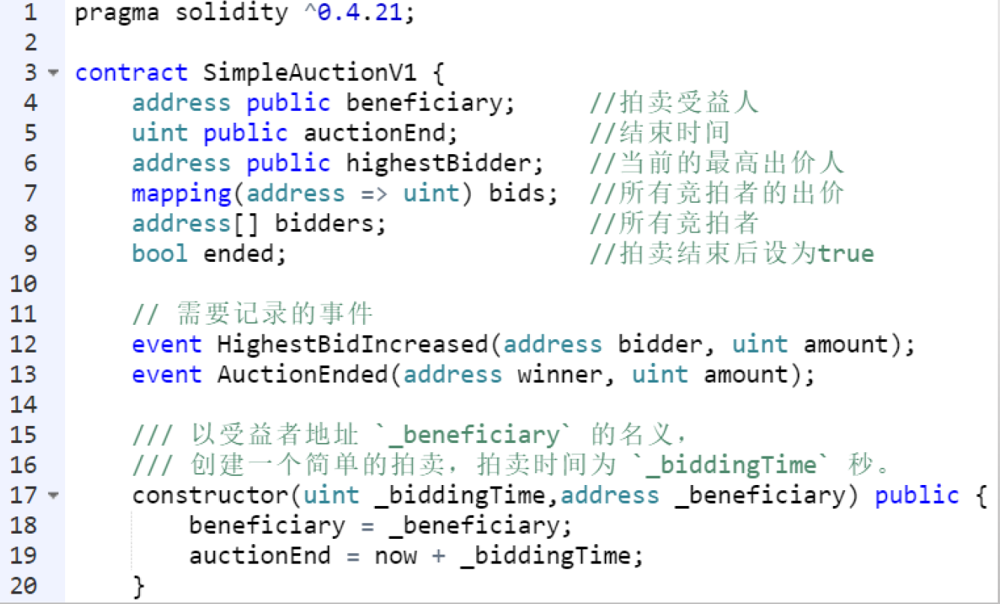 1 pragma solidity ^0.4.21;
2
3 contract SimpleAuctionV1 {
4 address public beneficiary; //拍卖受益人
5 uint public auctionEnd; //结束时间
6 address public highestBidder; //当前的最高出价人
7 mapping(address => uint) bids; //所有竞拍者的出价
8 address[] bidders; //所有竞拍者
9 bool ended; //拍卖结束后设为true
10
11 // 需要记录的事件
12 event HighestBidIncreased(address bidder, uint amount);
13 event AuctionEnded(address winner, uint amount);
14
15 /// 以受益者地址 `_beneficiary` 的名义，
16 /// 创建一个简单的拍卖，拍卖时间为 `_biddingTime` 秒。
17 constructor(uint _biddingTime,address _beneficiary) public {
18 beneficiary = _beneficiary;
19 auctionEnd = now + _biddingTime;
20 }